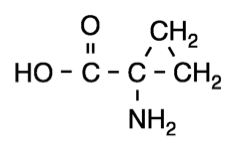 O
CH₂
HO - C - C - CH₂
NH₂